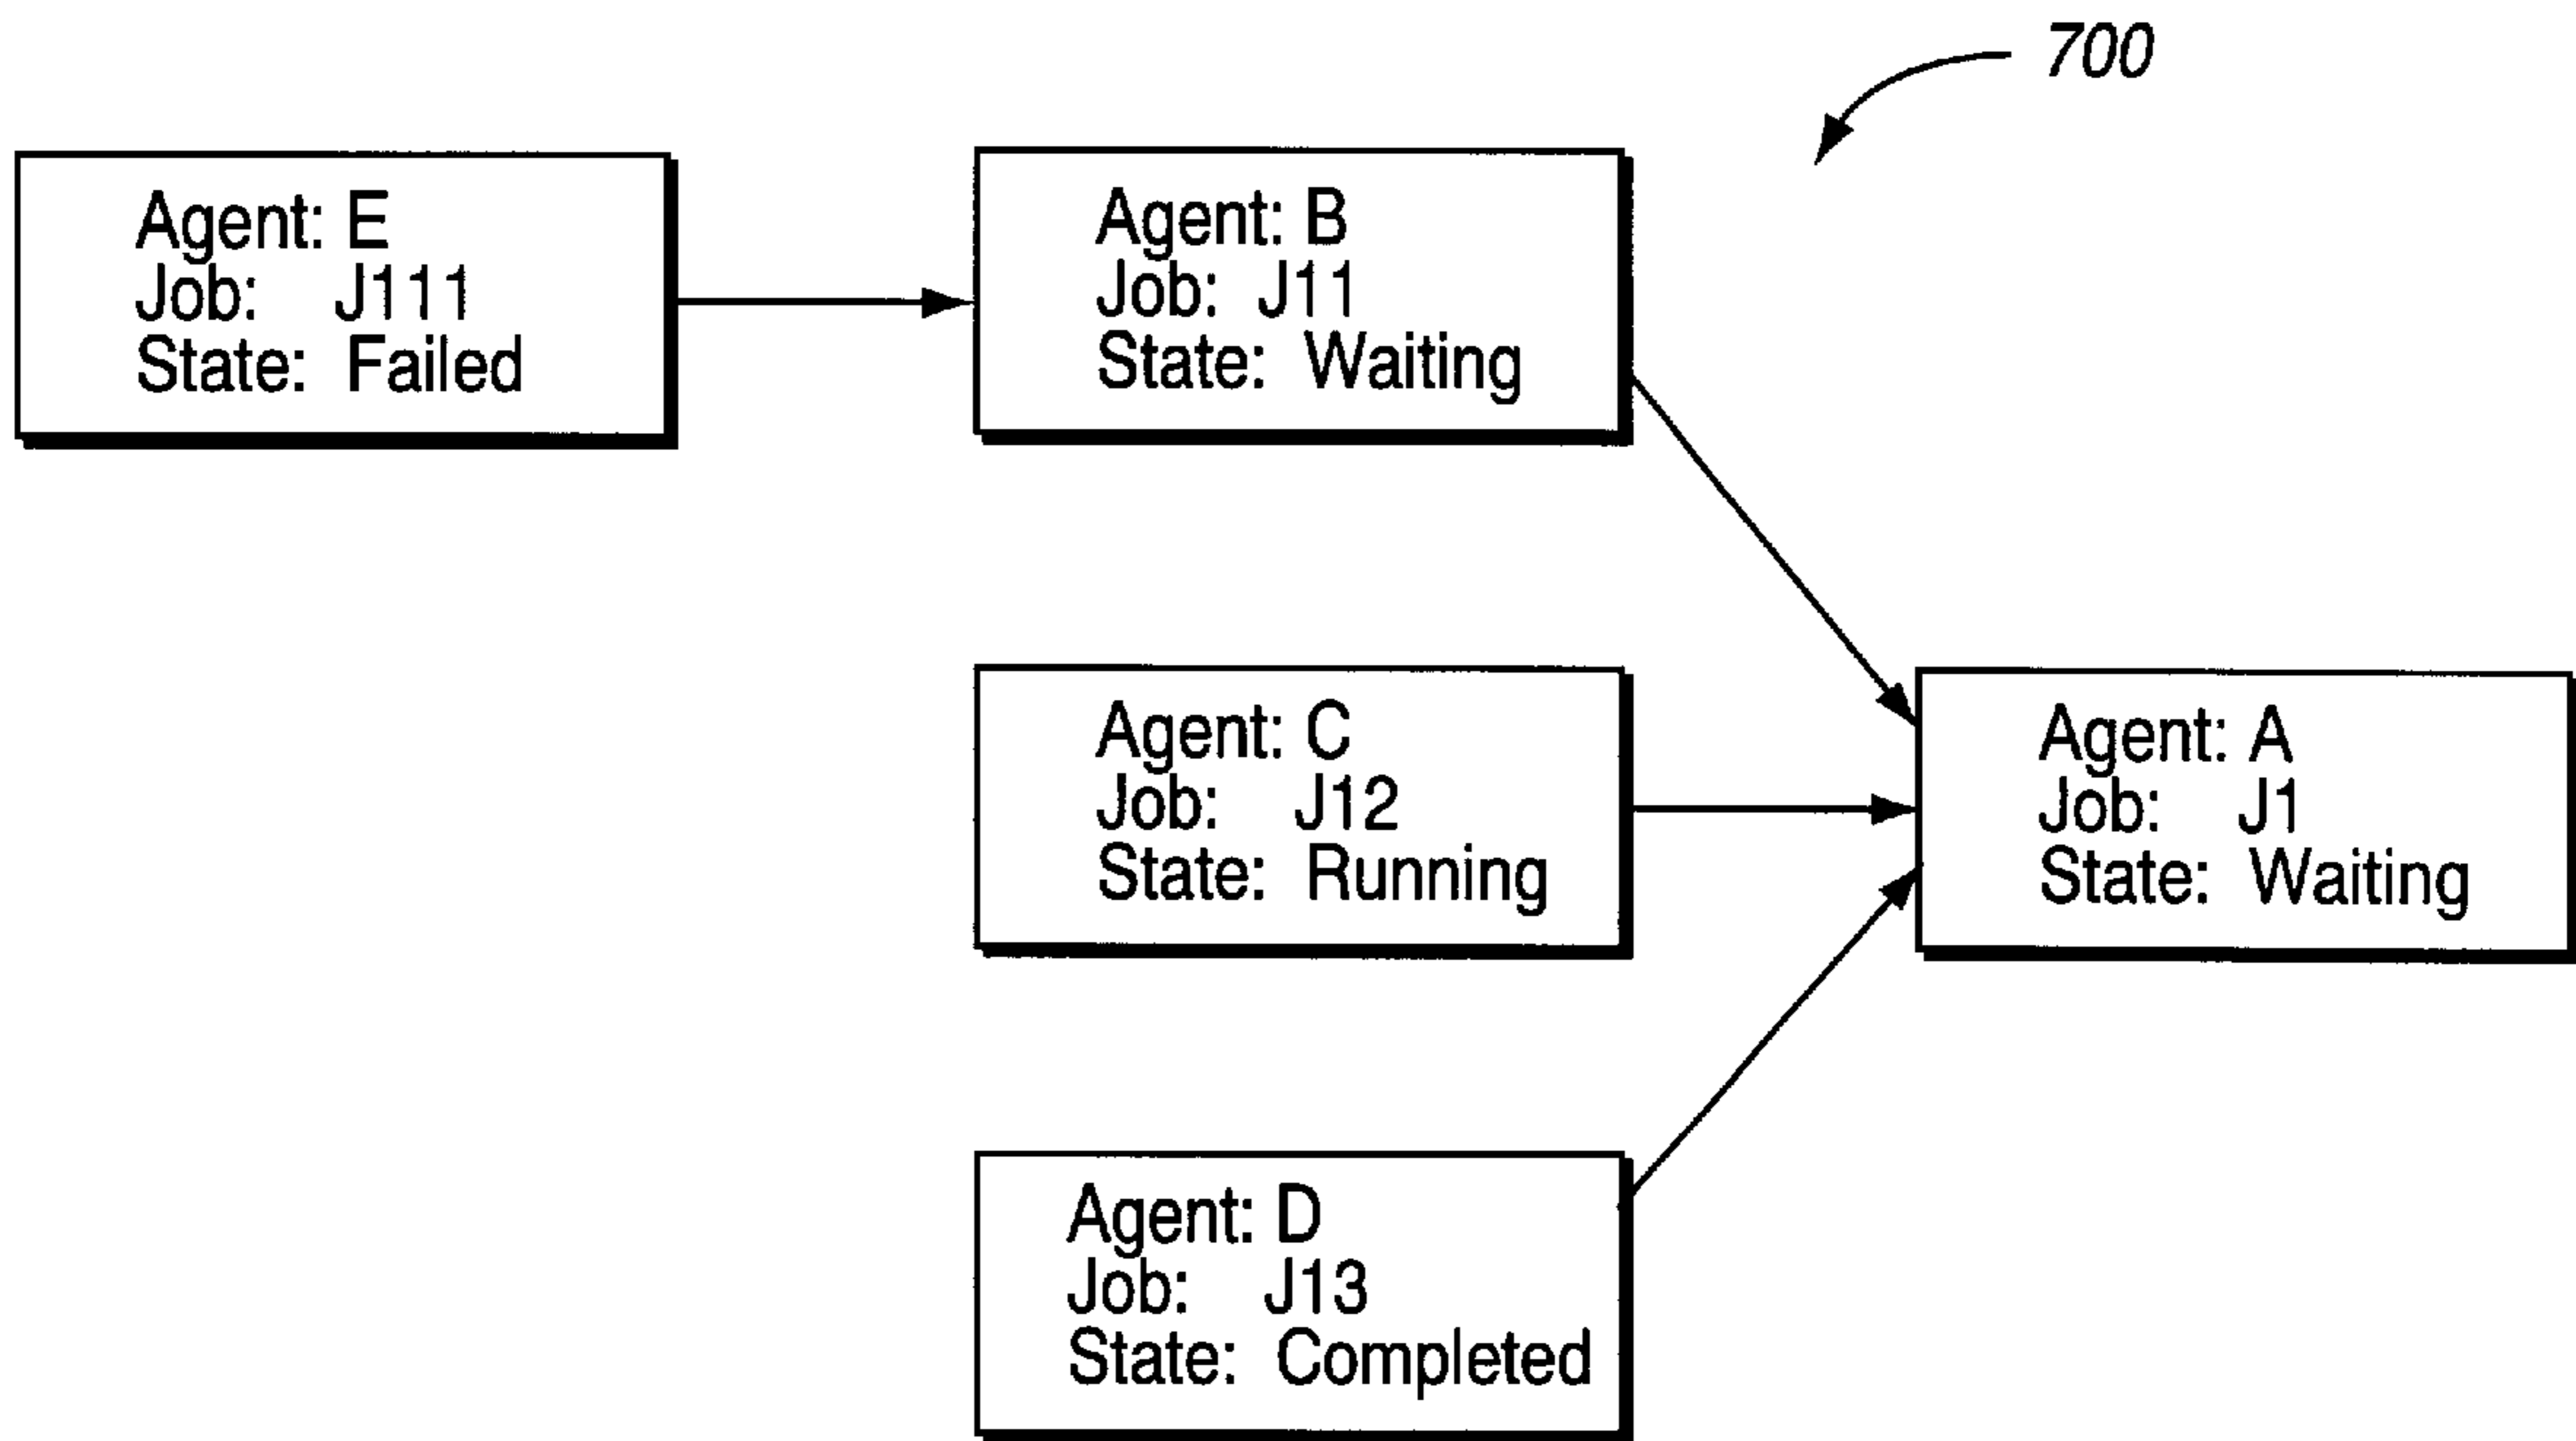 700
Agent: E
Job: J111
State: Failed
Agent: B
Job: J11
State: Waiting
Agent: C
Job: J12
State: Running
Agent: A
Job: J1
State: Waiting
Agent: D
Job: J13
State: Completed